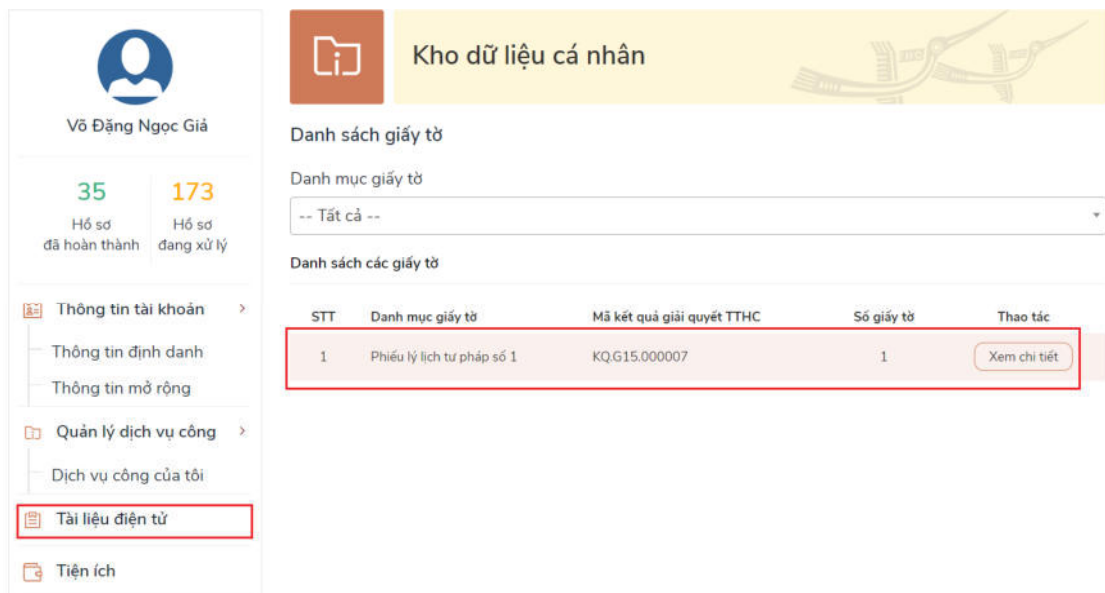 Võ Đặng Ngọc Giả
35
Hồ sơ
đã hoàn thành
173
Hồ sơ
đang xử lý
Thông tin tài khoản
Thông tin định danh
Thông tin mở rộng
Quản lý dịch vụ công
Dịch vụ công của tôi
Tài liệu điện tử
Tiện ích
Kho dữ liệu cá nhân
Danh sách giấy tờ
Danh mục giấy tờ
-- Tất cả --
Danh sách các giấy tờ
STT Danh mục giấy tờ Mã kết quả giải quyết TTHC Số giấy tờ Thao tác
1 Phiếu lý lịch tư pháp số 1 KQ.G15.000007 1 Xem chi tiết